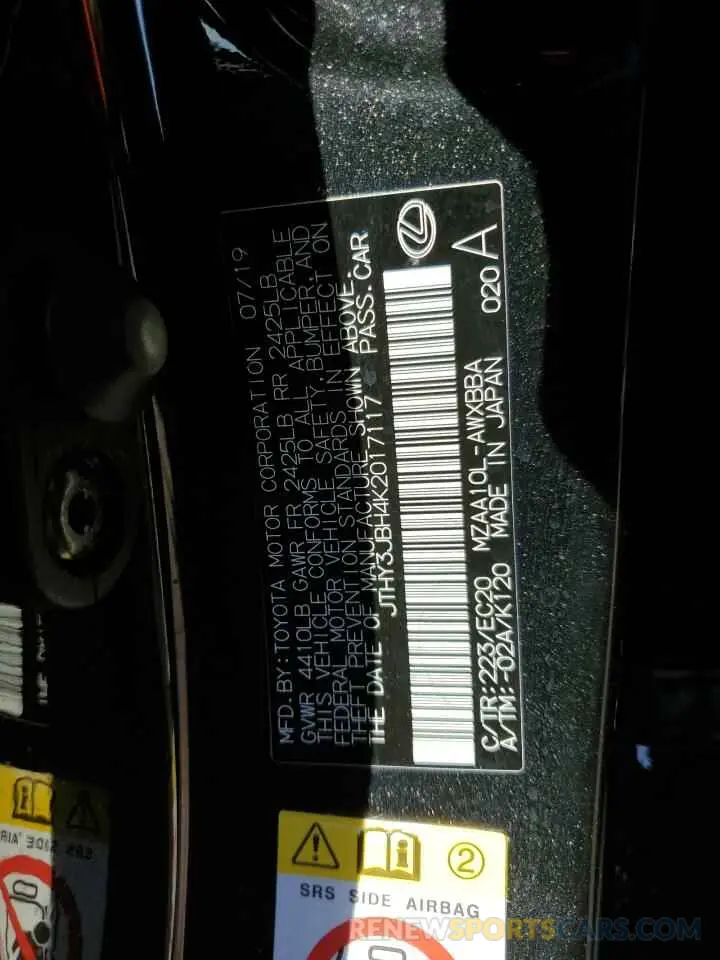 MFD. BY: TOYOTA MOTOR CORPORATION 07/19
GVWR 4410LB GAWR FR 2425LB RR 2425LB
THIS VEHICLE CONFORMS TO ALL APPLICABLE
FEDERAL MOTOR VEHICLE SAFETY, BUMPER, AND
THEFT PREVENTION STANDARDS IN EFFECT ON
THE DATE OF MANUFACTURE SHOWN ABOVE.
JTHY3JBH4K2017117 PASS. CAR
C/TR: 223/EC20 MZAA10L-AWXBBA 020 A
A/TM: -02A/K120 MADE IN JAPAN
2
SRS SIDE AIRBAG
RENEWSPORTSCARS.COM